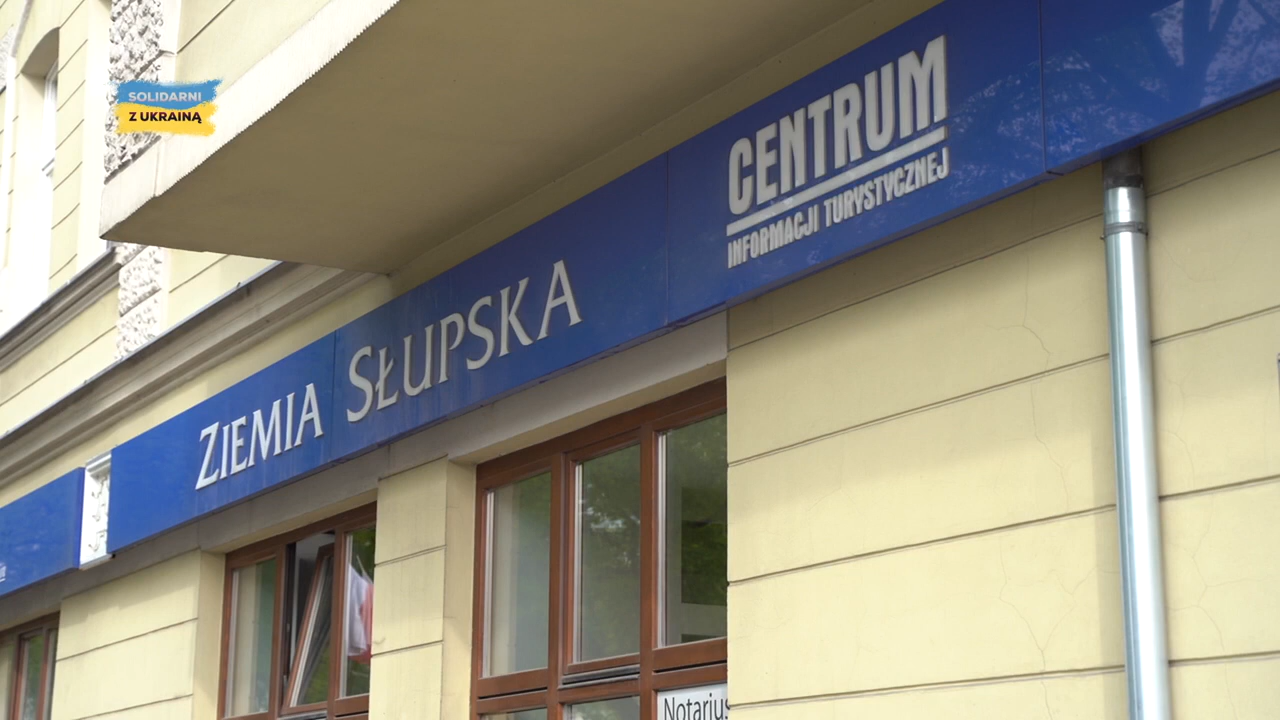 SOLIDARNI
Z UKRAINĄ
CENTRUM
INFORMACJI TURYSTYCZNEJ
ZIEMIA SŁUPSKA
Notarius